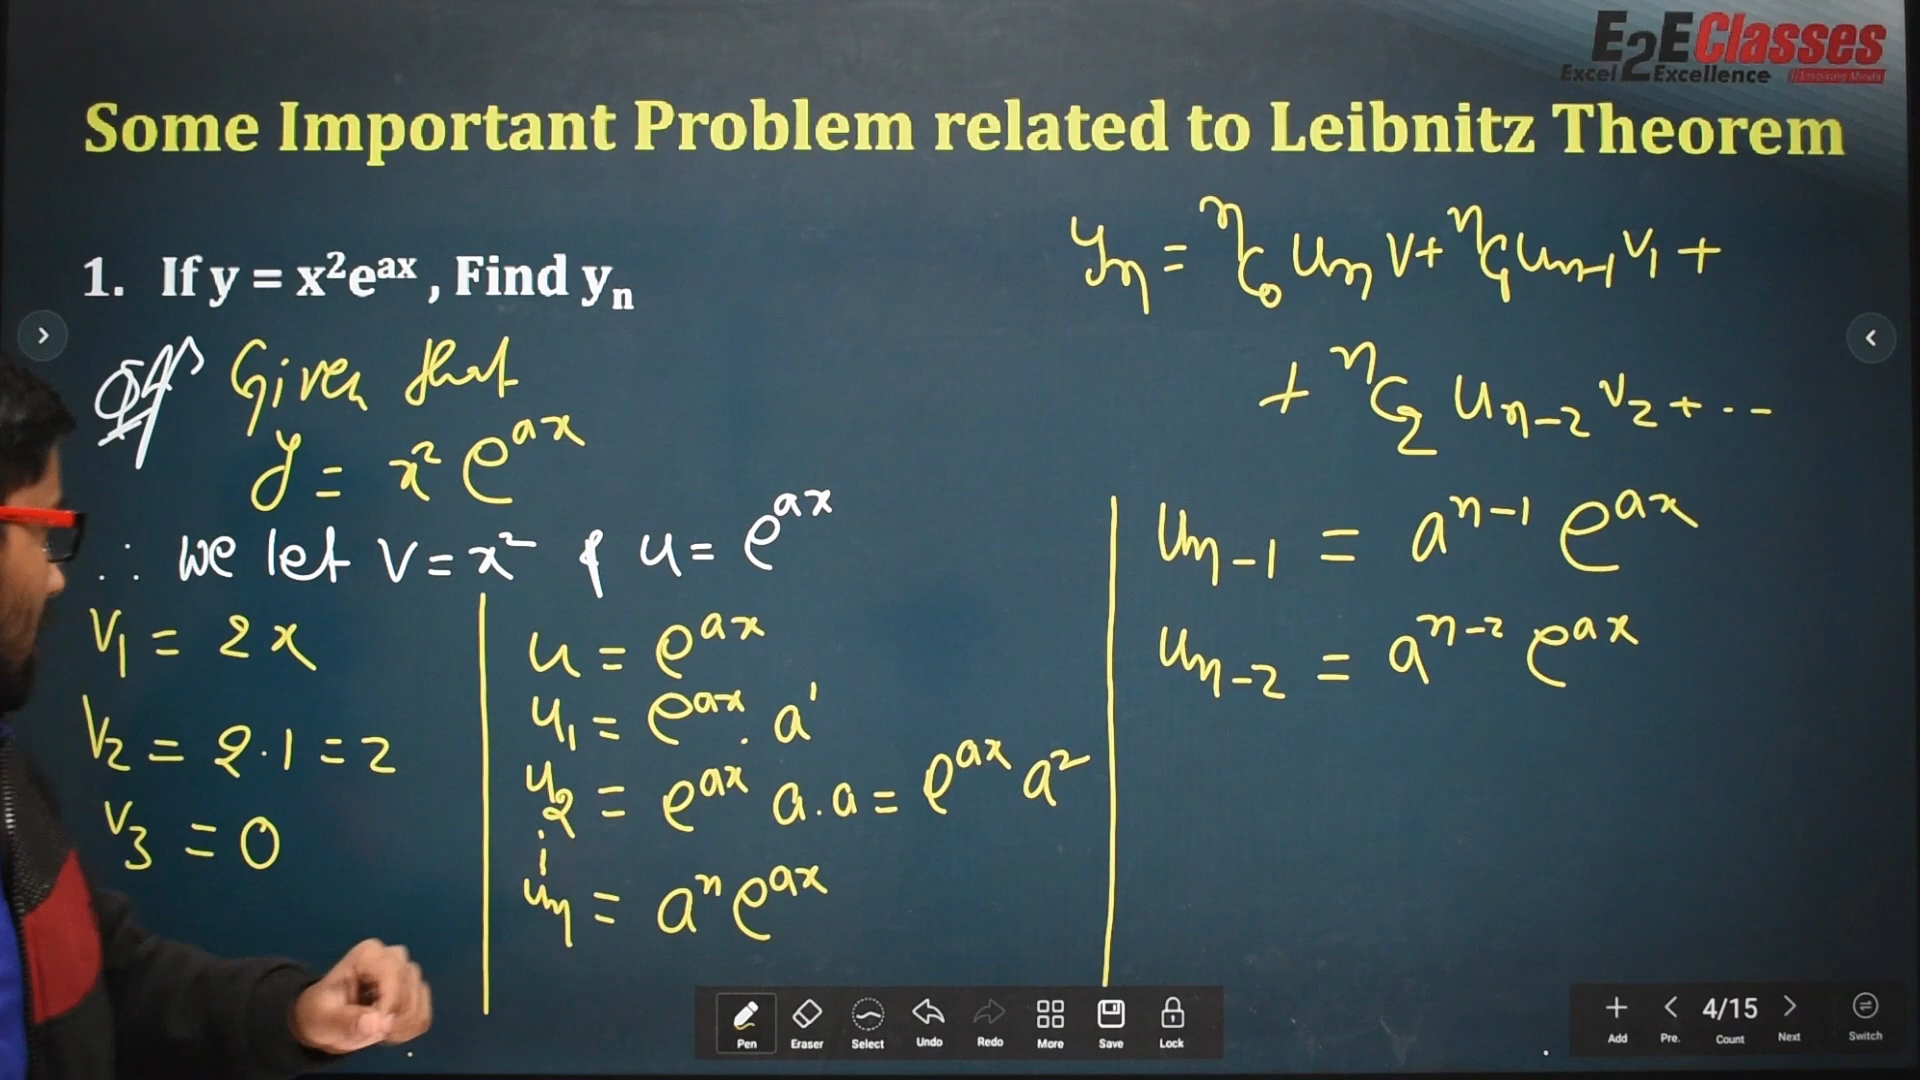 E2E Classes
Excel 2 Excellence Unlocking Minds
Some Important Problem related to Leibnitz Theorem
1. If y = x²eᵃˣ , Find yₙ
Given that
y = x² eᵃˣ
∴ we let v = x² & u = eᵃˣ
v₁ = 2x
v₂ = 2.1 = 2
v₃ = 0
u = eᵃˣ
u₁ = eᵃˣ . a¹
u₂ = eᵃˣ a.a = eᵃˣ a²
uₙ = aⁿ eᵃˣ
yₙ = ⁿC₀ uₙ v + ⁿC₁ uₙ₋₁ v₁ +
+ ⁿC₂ uₙ₋₂ v₂ + ...
uₙ₋₁ = aⁿ⁻¹ eᵃˣ
uₙ₋₂ = aⁿ⁻² eᵃˣ
Pen Eraser Select Undo Redo More Save Lock
4/15
Add Pre. Count Next Switch